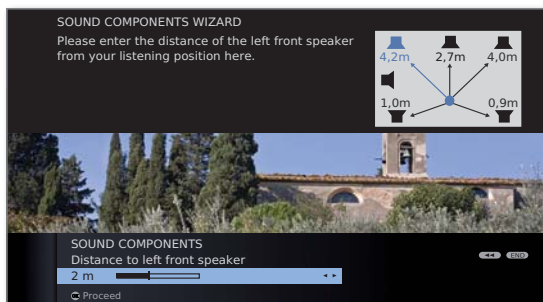 SOUND COMPONENTS WIZARD
Please enter the distance of the left front speaker
from your listening position here.
4,2m 2,7m 4,0m
1,0m 0,9m
SOUND COMPONENTS
Distance to left front speaker
2 m
END
OK Proceed